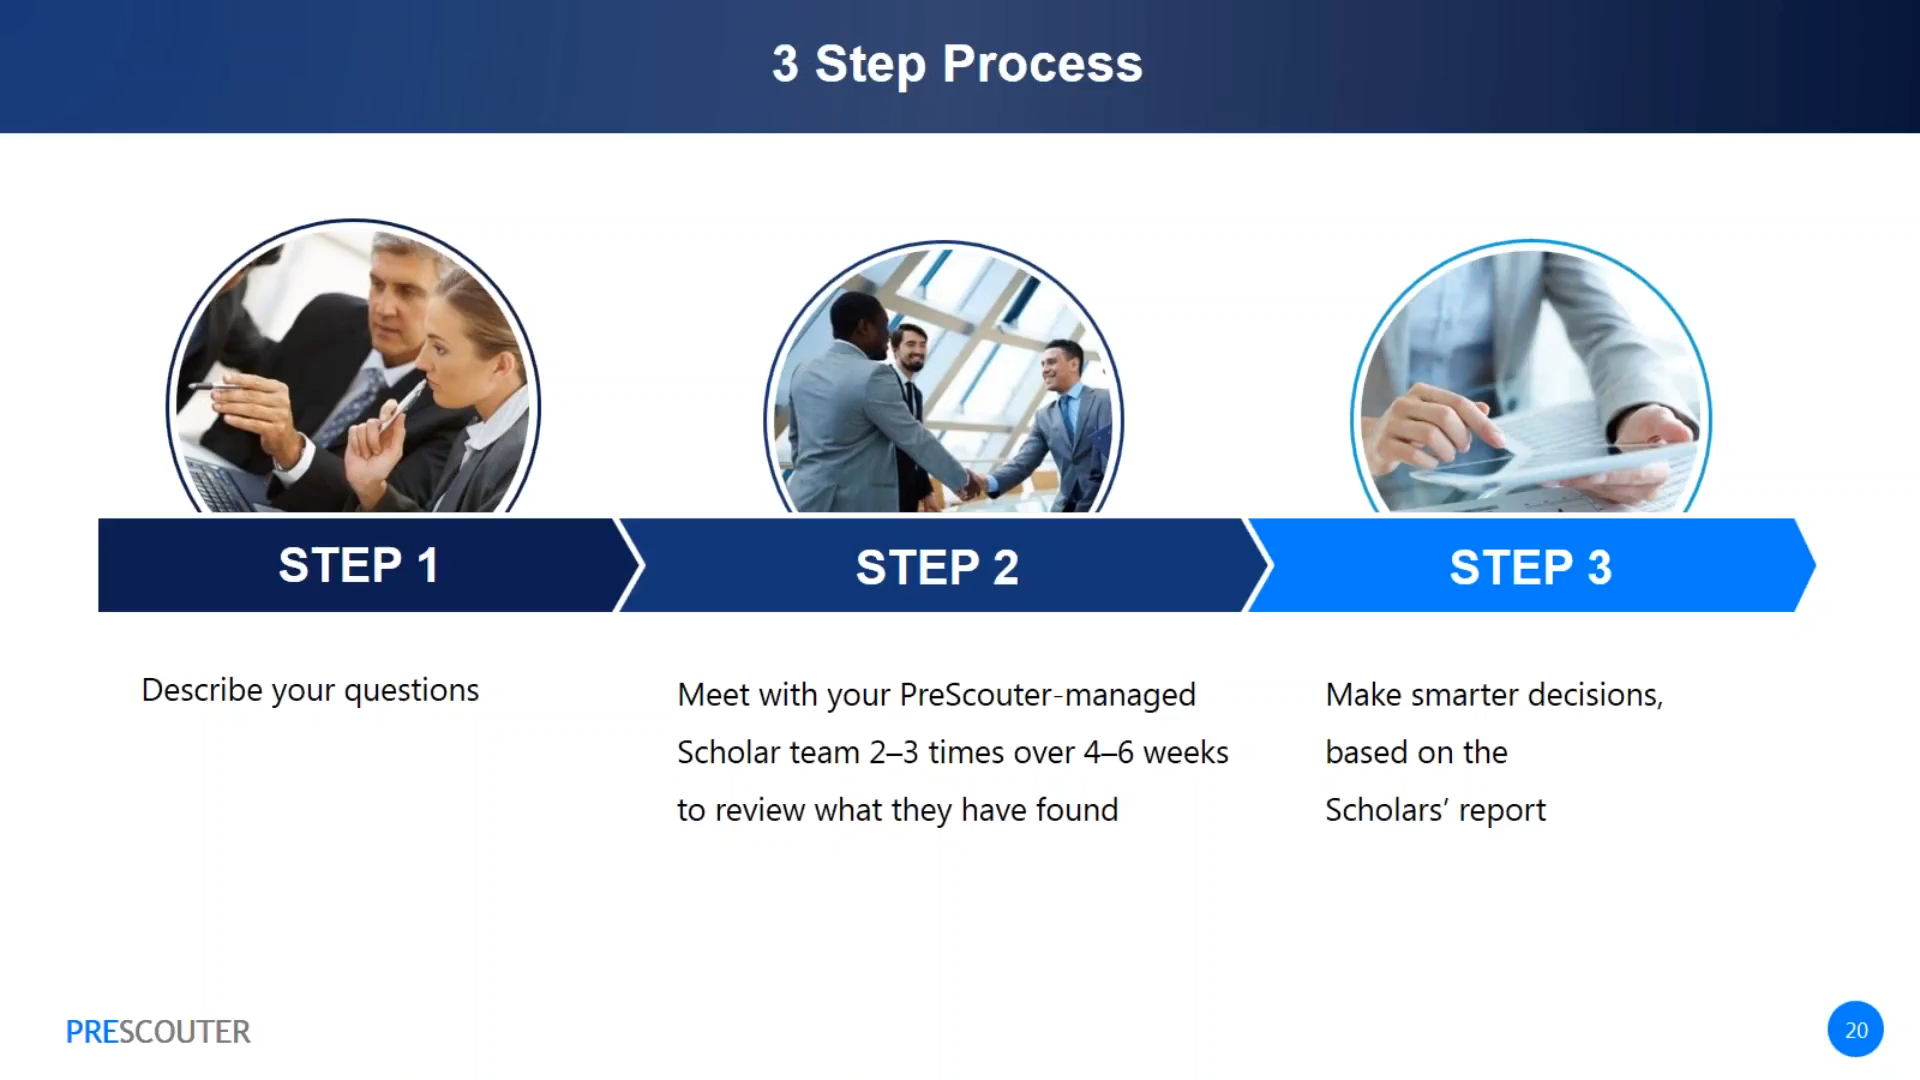 3 Step Process
STEP 1
STEP 2
STEP 3
Describe your questions
Meet with your PreScouter-managed
Scholar team 2–3 times over 4–6 weeks
to review what they have found
Make smarter decisions,
based on the
Scholars’ report
PRESCOUTER
20